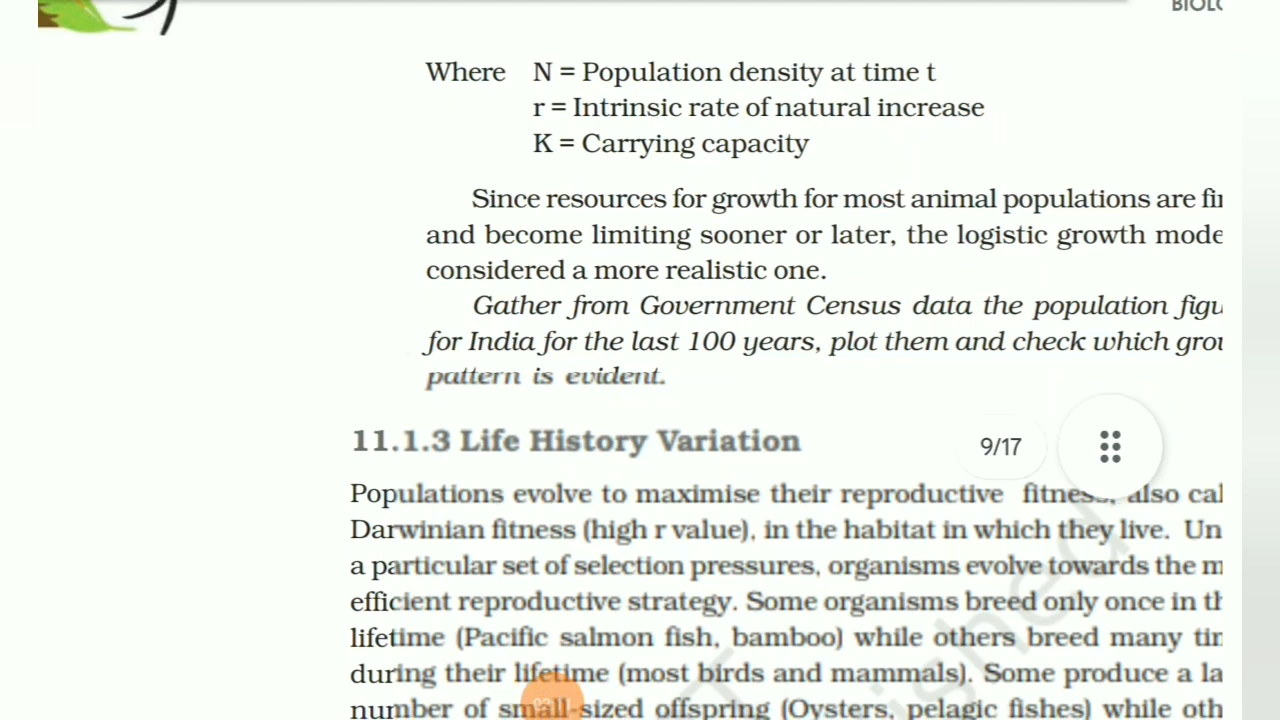 BIOLO
Where N = Population density at time t
r = Intrinsic rate of natural increase
K = Carrying capacity
Since resources for growth for most animal populations are fin
and become limiting sooner or later, the logistic growth mode
considered a more realistic one.
Gather from Government Census data the population figu
for India for the last 100 years, plot them and check which grou
pattern is evident.
11.1.3 Life History Variation
9/17
Populations evolve to maximise their reproductive fitness, also cal
Darwinian fitness (high r value), in the habitat in which they live. Un
a particular set of selection pressures, organisms evolve towards the m
efficient reproductive strategy. Some organisms breed only once in th
lifetime (Pacific salmon fish, bamboo) while others breed many tim
during their lifetime (most birds and mammals). Some produce a la
number of small-sized offspring (Oysters, pelagic fishes) while oth